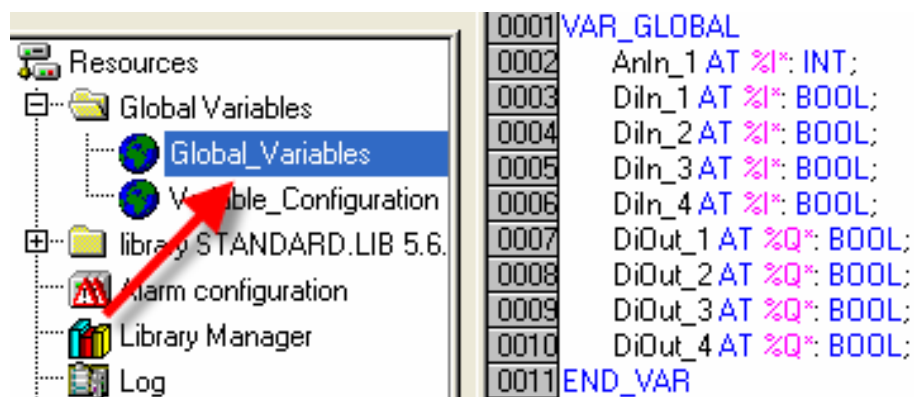 Resources
Global Variables
Global_Variables
Variable_Configuration
library STANDARD.LIB 5.6.
Alarm configuration
Library Manager
Log
0001 VAR_GLOBAL
0002 AnIn_1 AT %I*: INT;
0003 DiIn_1 AT %I*: BOOL;
0004 DiIn_2 AT %I*: BOOL;
0005 DiIn_3 AT %I*: BOOL;
0006 DiIn_4 AT %I*: BOOL;
0007 DiOut_1 AT %Q*: BOOL;
0008 DiOut_2 AT %Q*: BOOL;
0009 DiOut_3 AT %Q*: BOOL;
0010 DiOut_4 AT %Q*: BOOL;
0011 END_VAR